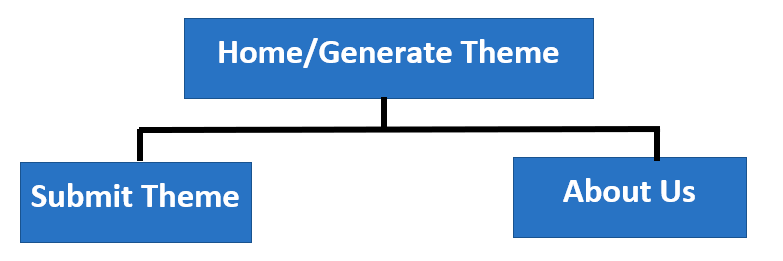 Home/Generate Theme
Submit Theme
About Us